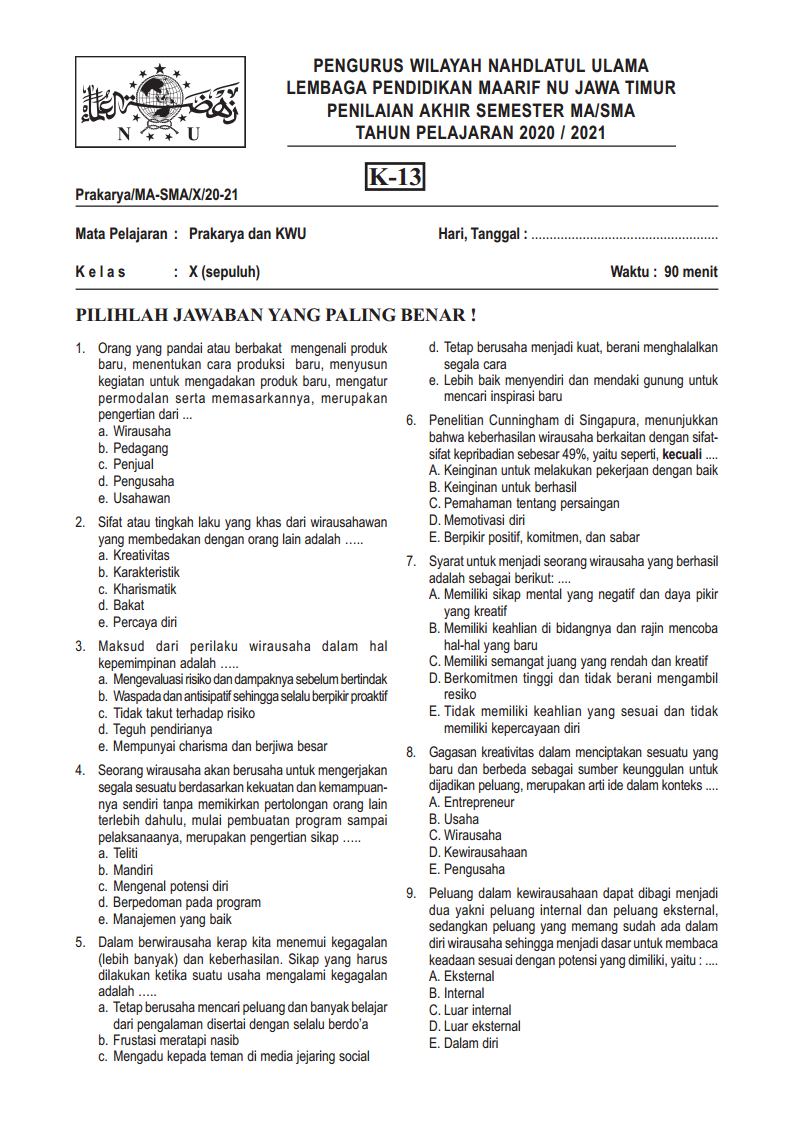 نهضة العلماء
N U
PENGURUS WILAYAH NAHDLATUL ULAMA
LEMBAGA PENDIDIKAN MAARIF NU JAWA TIMUR
PENILAIAN AKHIR SEMESTER MA/SMA
TAHUN PELAJARAN 2020 / 2021
K-13
Prakarya/MA-SMA/X/20-21
Mata Pelajaran : Prakarya dan KWU
Hari, Tanggal : ...................................................
K e l a s : X (sepuluh)
Waktu : 90 menit
PILIHLAH JAWABAN YANG PALING BENAR !
1. Orang yang pandai atau berbakat mengenali produk
baru, menentukan cara produksi baru, menyusun
kegiatan untuk mengadakan produk baru, mengatur
permodalan serta memasarkannya, merupakan
pengertian dari ...
a. Wirausaha
b. Pedagang
c. Penjual
d. Pengusaha
e. Usahawan
2. Sifat atau tingkah laku yang khas dari wirausahawan
yang membedakan dengan orang lain adalah …..
a. Kreativitas
b. Karakteristik
c. Kharismatik
d. Bakat
e. Percaya diri
3. Maksud dari perilaku wirausaha dalam hal
kepemimpinan adalah …..
a. Mengevaluasi risiko dan dampaknya sebelum bertindak
b. Waspada dan antisipatif sehingga selalu berpikir proaktif
c. Tidak takut terhadap risiko
d. Teguh pendirianya
e. Mempunyai charisma dan berjiwa besar
4. Seorang wirausaha akan berusaha untuk mengerjakan
segala sesuatu berdasarkan kekuatan dan kemampuan-
nya sendiri tanpa memikirkan pertolongan orang lain
terlebih dahulu, mulai pembuatan program sampai
pelaksanaanya, merupakan pengertian sikap …..
a. Teliti
b. Mandiri
c. Mengenal potensi diri
d. Berpedoman pada program
e. Manajemen yang baik
5. Dalam berwirausaha kerap kita menemui kegagalan
(lebih banyak) dan keberhasilan. Sikap yang harus
dilakukan ketika suatu usaha mengalami kegagalan
adalah …..
a. Tetap berusaha mencari peluang dan banyak belajar
dari pengalaman disertai dengan selalu berdo’a
b. Frustasi meratapi nasib
c. Mengadu kepada teman di media jejaring social
d. Tetap berusaha menjadi kuat, berani menghalalkan
segala cara
e. Lebih baik menyendiri dan mendaki gunung untuk
mencari inspirasi baru
6. Penelitian Cunningham di Singapura, menunjukkan
bahwa keberhasilan wirausaha berkaitan dengan sifat-
sifat kepribadian sebesar 49%, yaitu seperti, kecuali ....
A. Keinginan untuk melakukan pekerjaan dengan baik
B. Keinginan untuk berhasil
C. Pemahaman tentang persaingan
D. Memotivasi diri
E. Berpikir positif, komitmen, dan sabar
7. Syarat untuk menjadi seorang wirausaha yang berhasil
adalah sebagai berikut: ....
A. Memiliki sikap mental yang negatif dan daya pikir
yang kreatif
B. Memiliki keahlian di bidangnya dan rajin mencoba
hal-hal yang baru
C. Memiliki semangat juang yang rendah dan kreatif
D. Berkomitmen tinggi dan tidak berani mengambil
resiko
E. Tidak memiliki keahlian yang sesuai dan tidak
memiliki kepercayaan diri
8. Gagasan kreativitas dalam menciptakan sesuatu yang
baru dan berbeda sebagai sumber keunggulan untuk
dijadikan peluang, merupakan arti ide dalam konteks ....
A. Entrepreneur
B. Usaha
C. Wirausaha
D. Kewirausahaan
E. Pengusaha
9. Peluang dalam kewirausahaan dapat dibagi menjadi
dua yakni peluang internal dan peluang eksternal,
sedangkan peluang yang memang sudah ada dalam
diri wirausaha sehingga menjadi dasar untuk membaca
keadaan sesuai dengan potensi yang dimiliki, yaitu : ....
A. Eksternal
B. Internal
C. Luar internal
D. Luar eksternal
E. Dalam diri